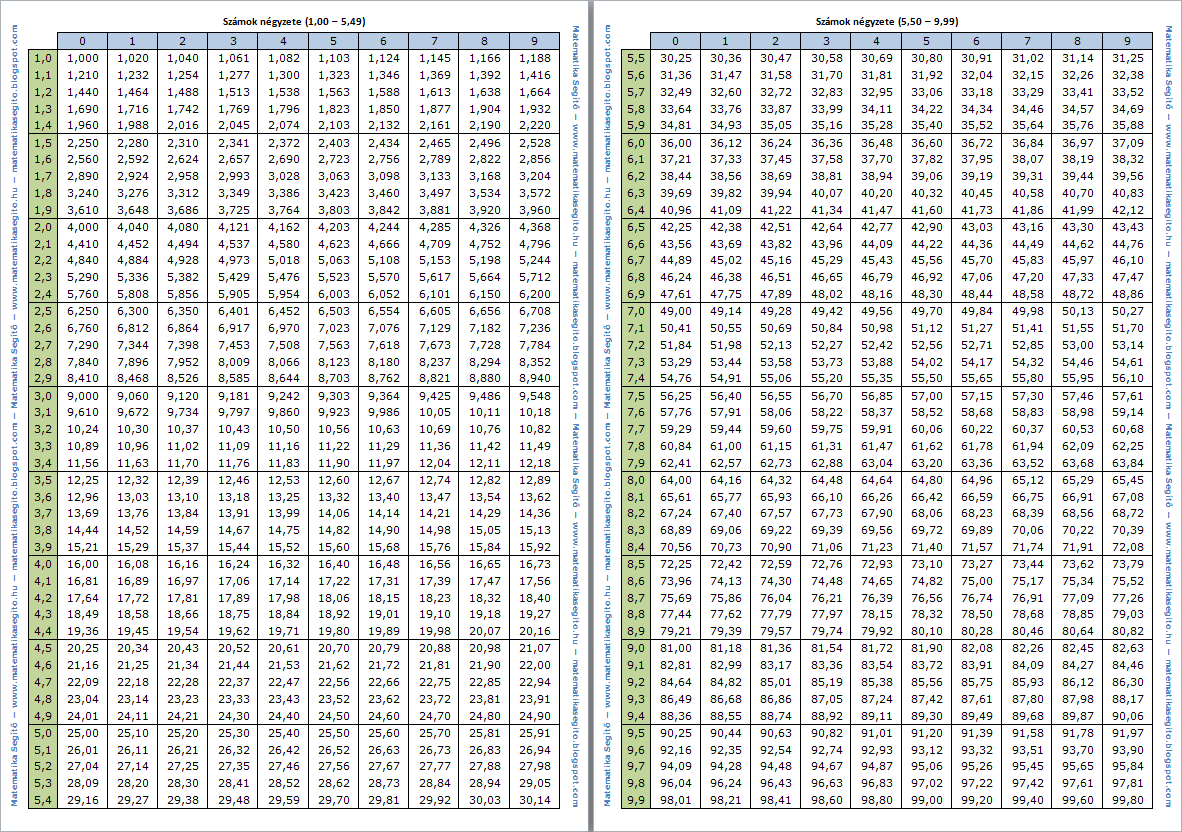 Számok négyzete (1,00 – 5,49)
Matematika Segítő — www.matematikasegito.hu — matematikasegito.blogspot.com — Matematika Segítő — www.matematikasegito.hu — matematikasegito.blogspot.com
0 1 2 3 4 5 6 7 8 9
1,0 1,000 1,020 1,040 1,061 1,082 1,103 1,124 1,145 1,166 1,188
1,1 1,210 1,232 1,254 1,277 1,300 1,323 1,346 1,369 1,392 1,416
1,2 1,440 1,464 1,488 1,513 1,538 1,563 1,588 1,613 1,638 1,664
1,3 1,690 1,716 1,742 1,769 1,796 1,823 1,850 1,877 1,904 1,932
1,4 1,960 1,988 2,016 2,045 2,074 2,103 2,132 2,161 2,190 2,220
1,5 2,250 2,280 2,310 2,341 2,372 2,403 2,434 2,465 2,496 2,528
1,6 2,560 2,592 2,624 2,657 2,690 2,723 2,756 2,789 2,822 2,856
1,7 2,890 2,924 2,958 2,993 3,028 3,063 3,098 3,133 3,168 3,204
1,8 3,240 3,276 3,312 3,349 3,386 3,423 3,460 3,497 3,534 3,572
1,9 3,610 3,648 3,686 3,725 3,764 3,803 3,842 3,881 3,920 3,960
2,0 4,000 4,040 4,080 4,121 4,162 4,203 4,244 4,285 4,326 4,368
2,1 4,410 4,452 4,494 4,537 4,580 4,623 4,666 4,709 4,752 4,796
2,2 4,840 4,884 4,928 4,973 5,018 5,063 5,108 5,153 5,198 5,244
2,3 5,290 5,336 5,382 5,429 5,476 5,523 5,570 5,617 5,664 5,712
2,4 5,760 5,808 5,856 5,905 5,954 6,003 6,052 6,101 6,150 6,200
2,5 6,250 6,300 6,350 6,401 6,452 6,503 6,554 6,605 6,656 6,708
2,6 6,760 6,812 6,864 6,917 6,970 7,023 7,076 7,129 7,182 7,236
2,7 7,290 7,344 7,398 7,453 7,508 7,563 7,618 7,673 7,728 7,784
2,8 7,840 7,896 7,952 8,009 8,066 8,123 8,180 8,237 8,294 8,352
2,9 8,410 8,468 8,526 8,585 8,644 8,703 8,762 8,821 8,880 8,940
3,0 9,000 9,060 9,120 9,181 9,242 9,303 9,364 9,425 9,486 9,548
3,1 9,610 9,672 9,734 9,797 9,860 9,923 9,986 10,05 10,11 10,18
3,2 10,24 10,30 10,37 10,43 10,50 10,56 10,63 10,69 10,76 10,82
3,3 10,89 10,96 11,02 11,09 11,16 11,22 11,29 11,36 11,42 11,49
3,4 11,56 11,63 11,70 11,76 11,83 11,90 11,97 12,04 12,11 12,18
3,5 12,25 12,32 12,39 12,46 12,53 12,60 12,67 12,74 12,82 12,89
3,6 12,96 13,03 13,10 13,18 13,25 13,32 13,40 13,47 13,54 13,62
3,7 13,69 13,76 13,84 13,91 13,99 14,06 14,14 14,21 14,29 14,36
3,8 14,44 14,52 14,59 14,67 14,75 14,82 14,90 14,98 15,05 15,13
3,9 15,21 15,29 15,37 15,44 15,52 15,60 15,68 15,76 15,84 15,92
4,0 16,00 16,08 16,16 16,24 16,32 16,40 16,48 16,56 16,65 16,73
4,1 16,81 16,89 16,97 17,06 17,14 17,22 17,31 17,39 17,47 17,56
4,2 17,64 17,72 17,81 17,89 17,98 18,06 18,15 18,23 18,32 18,40
4,3 18,49 18,58 18,66 18,75 18,84 18,92 19,01 19,10 19,18 19,27
4,4 19,36 19,45 19,54 19,62 19,71 19,80 19,89 19,98 20,07 20,16
4,5 20,25 20,34 20,43 20,52 20,61 20,70 20,79 20,88 20,98 21,07
4,6 21,16 21,25 21,34 21,44 21,53 21,62 21,72 21,81 21,90 22,00
4,7 22,09 22,18 22,28 22,37 22,47 22,56 22,66 22,75 22,85 22,94
4,8 23,04 23,14 23,23 23,33 23,43 23,52 23,62 23,72 23,81 23,91
4,9 24,01 24,11 24,21 24,30 24,40 24,50 24,60 24,70 24,80 24,90
5,0 25,00 25,10 25,20 25,30 25,40 25,50 25,60 25,70 25,81 25,91
5,1 26,01 26,11 26,21 26,32 26,42 26,52 26,63 26,73 26,83 26,94
5,2 27,04 27,14 27,25 27,35 27,46 27,56 27,67 27,77 27,88 27,98
5,3 28,09 28,20 28,30 28,41 28,52 28,62 28,73 28,84 28,94 29,05
5,4 29,16 29,27 29,38 29,48 29,59 29,70 29,81 29,92 30,03 30,14
Matematika Segítő — www.matematikasegito.hu — matematikasegito.blogspot.com — Matematika Segítő — www.matematikasegito.hu — matematikasegito.blogspot.com
Számok négyzete (5,50 – 9,99)
Matematika Segítő — www.matematikasegito.hu — matematikasegito.blogspot.com — Matematika Segítő — www.matematikasegito.hu — matematikasegito.blogspot.com
0 1 2 3 4 5 6 7 8 9
5,5 30,25 30,36 30,47 30,58 30,69 30,80 30,91 31,02 31,14 31,25
5,6 31,36 31,47 31,58 31,70 31,81 31,92 32,04 32,15 32,26 32,38
5,7 32,49 32,60 32,72 32,83 32,95 33,06 33,18 33,29 33,41 33,52
5,8 33,64 33,76 33,87 33,99 34,11 34,22 34,34 34,46 34,57 34,69
5,9 34,81 34,93 35,05 35,16 35,28 35,40 35,52 35,64 35,76 35,88
6,0 36,00 36,12 36,24 36,36 36,48 36,60 36,72 36,84 36,97 37,09
6,1 37,21 37,33 37,45 37,58 37,70 37,82 37,95 38,07 38,19 38,32
6,2 38,44 38,56 38,69 38,81 38,94 39,06 39,19 39,31 39,44 39,56
6,3 39,69 39,82 39,94 40,07 40,20 40,32 40,45 40,58 40,70 40,83
6,4 40,96 41,09 41,22 41,34 41,47 41,60 41,73 41,86 41,99 42,12
6,5 42,25 42,38 42,51 42,64 42,77 42,90 43,03 43,16 43,30 43,43
6,6 43,56 43,69 43,82 43,96 44,09 44,22 44,36 44,49 44,62 44,76
6,7 44,89 45,02 45,16 45,29 45,43 45,56 45,70 45,83 45,97 46,10
6,8 46,24 46,38 46,51 46,65 46,79 46,92 47,06 47,20 47,33 47,47
6,9 47,61 47,75 47,89 48,02 48,16 48,30 48,44 48,58 48,72 48,86
7,0 49,00 49,14 49,28 49,42 49,56 49,70 49,84 49,98 50,13 50,27
7,1 50,41 50,55 50,69 50,84 50,98 51,12 51,27 51,41 51,55 51,70
7,2 51,84 51,98 52,13 52,27 52,42 52,56 52,71 52,85 53,00 53,14
7,3 53,29 53,44 53,58 53,73 53,88 54,02 54,17 54,32 54,46 54,61
7,4 54,76 54,91 55,06 55,20 55,35 55,50 55,65 55,80 55,95 56,10
7,5 56,25 56,40 56,55 56,70 56,85 57,00 57,15 57,30 57,46 57,61
7,6 57,76 57,91 58,06 58,22 58,37 58,52 58,68 58,83 58,98 59,14
7,7 59,29 59,44 59,60 59,75 59,91 60,06 60,22 60,37 60,53 60,68
7,8 60,84 61,00 61,15 61,31 61,47 61,62 61,78 61,94 62,09 62,25
7,9 62,41 62,57 62,73 62,88 63,04 63,20 63,36 63,52 63,68 63,84
8,0 64,00 64,16 64,32 64,48 64,64 64,80 64,96 65,12 65,29 65,45
8,1 65,61 65,77 65,93 66,10 66,26 66,42 66,59 66,75 66,91 67,08
8,2 67,24 67,40 67,57 67,73 67,90 68,06 68,23 68,39 68,56 68,72
8,3 68,89 69,06 69,22 69,39 69,56 69,72 69,89 70,06 70,22 70,39
8,4 70,56 70,73 70,90 71,06 71,23 71,40 71,57 71,74 71,91 72,08
8,5 72,25 72,42 72,59 72,76 72,93 73,10 73,27 73,44 73,62 73,79
8,6 73,96 74,13 74,30 74,48 74,65 74,82 75,00 75,17 75,34 75,52
8,7 75,69 75,86 76,04 76,21 76,39 76,56 76,74 76,91 77,09 77,26
8,8 77,44 77,62 77,79 77,97 78,15 78,32 78,50 78,68 78,85 79,03
8,9 79,21 79,39 79,57 79,74 79,92 80,10 80,28 80,46 80,64 80,82
9,0 81,00 81,18 81,36 81,54 81,72 81,90 82,08 82,26 82,45 82,63
9,1 82,81 82,99 83,17 83,36 83,54 83,72 83,91 84,09 84,27 84,46
9,2 84,64 84,82 85,01 85,19 85,38 85,56 85,75 85,93 86,12 86,30
9,3 86,49 86,68 86,86 87,05 87,24 87,42 87,61 87,80 87,98 88,17
9,4 88,36 88,55 88,74 88,92 89,11 89,30 89,49 89,68 89,87 90,06
9,5 90,25 90,44 90,63 90,82 91,01 91,20 91,39 91,58 91,78 91,97
9,6 92,16 92,35 92,54 92,74 92,93 93,12 93,32 93,51 93,70 93,90
9,7 94,09 94,28 94,48 94,67 94,87 95,06 95,26 95,45 95,65 95,84
9,8 96,04 96,24 96,43 96,63 96,83 97,02 97,22 97,42 97,61 97,81
9,9 98,01 98,21 98,41 98,60 98,80 99,00 99,20 99,40 99,60 99,80
Matematika Segítő — www.matematikasegito.hu — matematikasegito.blogspot.com — Matematika Segítő — www.matematikasegito.hu — matematikasegito.blogspot.com